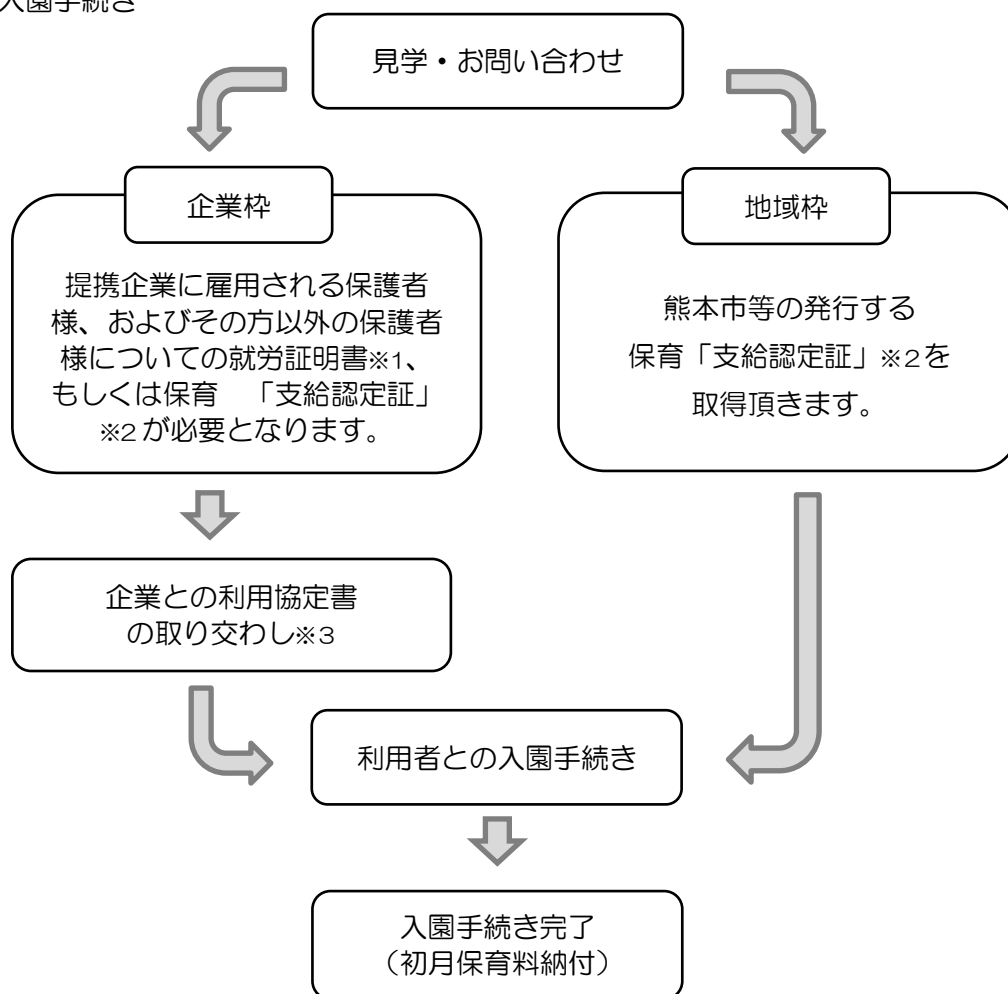 入園手続き
見学・お問い合わせ
企業枠
提携企業に雇用される保護者
様、およびその方以外の保護者
様についての就労証明書※1、
もしくは保育　「支給認定証」
※2が必要となります。
地域枠
熊本市等の発行する
保育「支給認定証」※2を
取得頂きます。
企業との利用協定書
の取り交わし※3
利用者との入園手続き
入園手続き完了
（初月保育料納付）